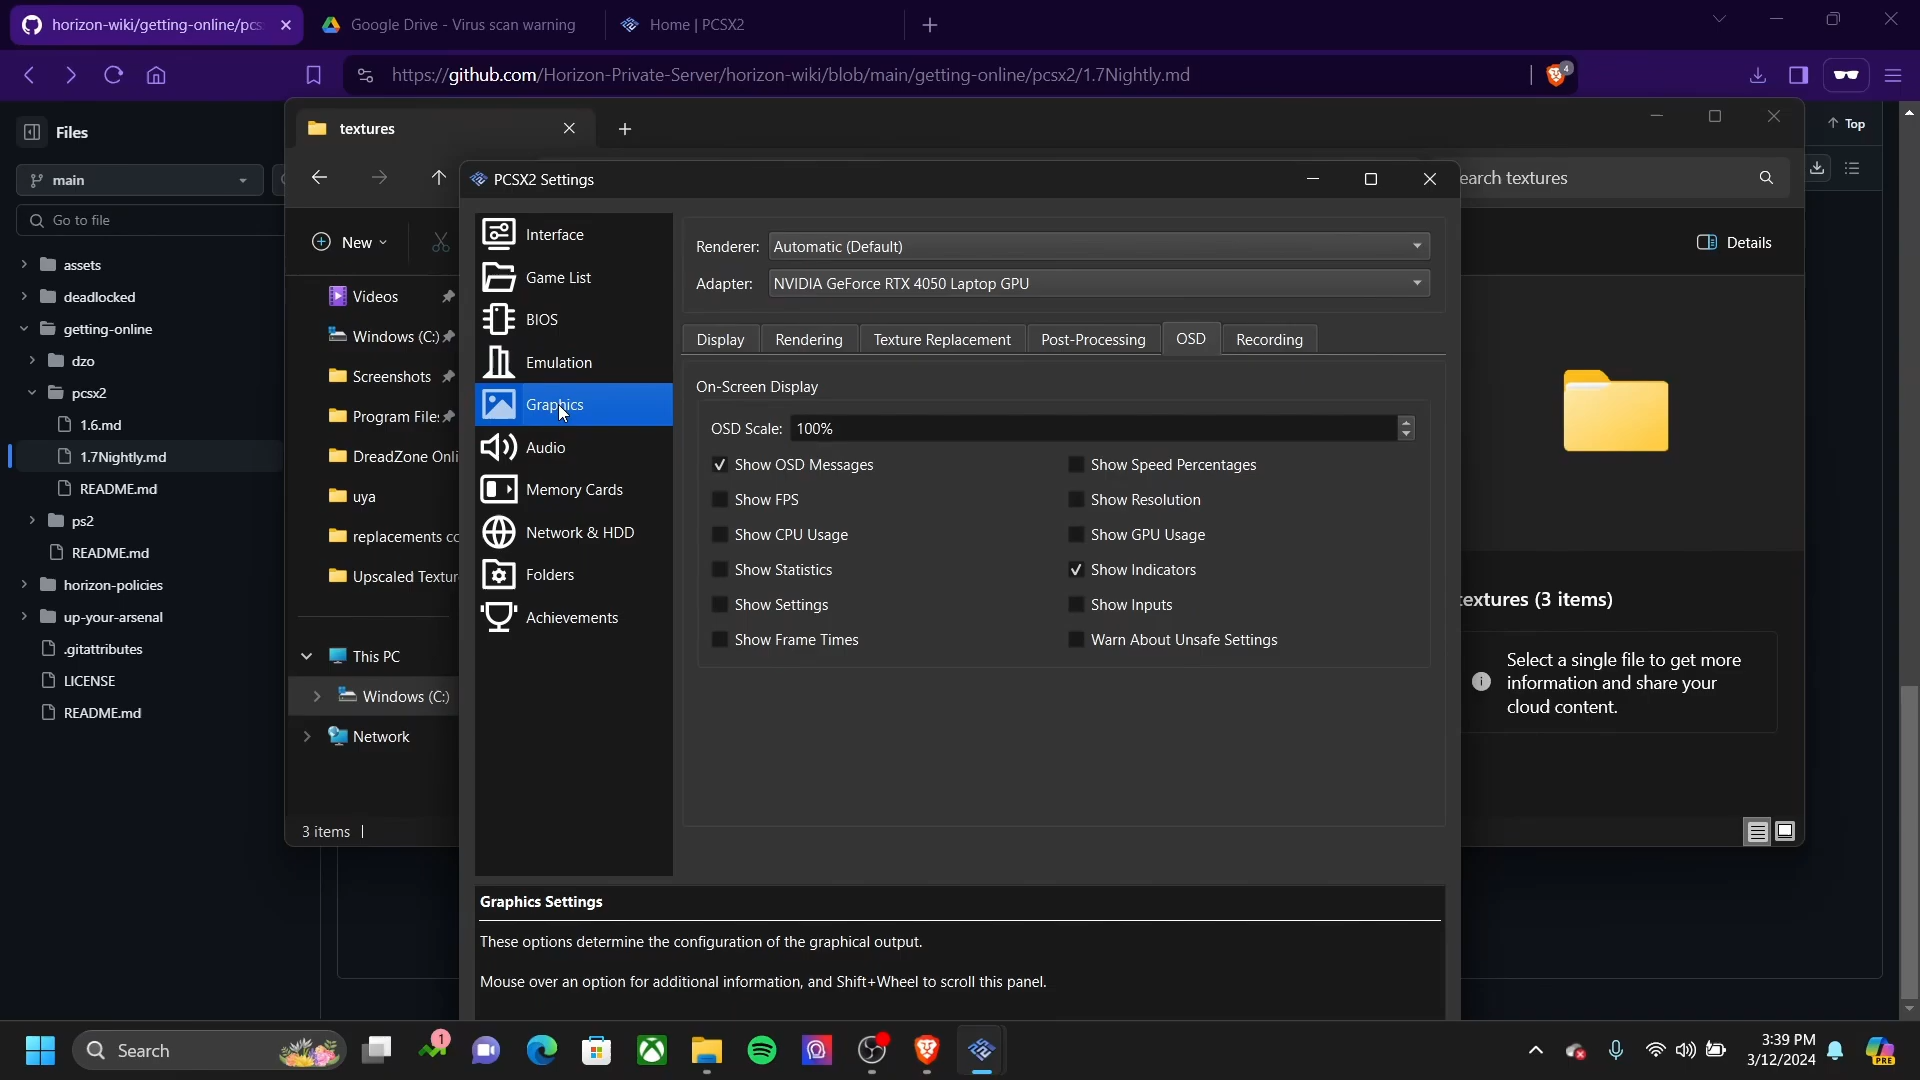 horizon-wiki/getting-online/pcs
Google Drive - Virus scan warning
Home | PCSX2
https://github.com/Horizon-Private-Server/horizon-wiki/blob/main/getting-online/pcsx2/1.7Nightly.md
4
Files
main
Go to file
assets
deadlocked
getting-online
dzo
pcsx2
1.6.md
1.7Nightly.md
README.md
ps2
README.md
horizon-policies
up-your-arsenal
.gitattributes
LICENSE
README.md
Top
textures
earch textures
New
Details
Videos
Windows (C:)
Screenshots
Program File
DreadZone Onli
uya
replacements co
Upscaled Textur
This PC
Windows (C:)
Network
3 items
extures (3 items)
Select a single file to get more
information and share your
cloud content.
PCSX2 Settings
Interface
Game List
BIOS
Emulation
Graphics
Audio
Memory Cards
Network & HDD
Folders
Achievements
Renderer: Automatic (Default)
Adapter: NVIDIA GeForce RTX 4050 Laptop GPU
Display Rendering Texture Replacement Post-Processing OSD Recording
On-Screen Display
OSD Scale: 100%
Show OSD Messages Show Speed Percentages
Show FPS Show Resolution
Show CPU Usage Show GPU Usage
Show Statistics Show Indicators
Show Settings Show Inputs
Show Frame Times Warn About Unsafe Settings
Graphics Settings
These options determine the configuration of the graphical output.
Mouse over an option for additional information, and Shift+Wheel to scroll this panel.
Search
1
3:39 PM
3/12/2024
PRE